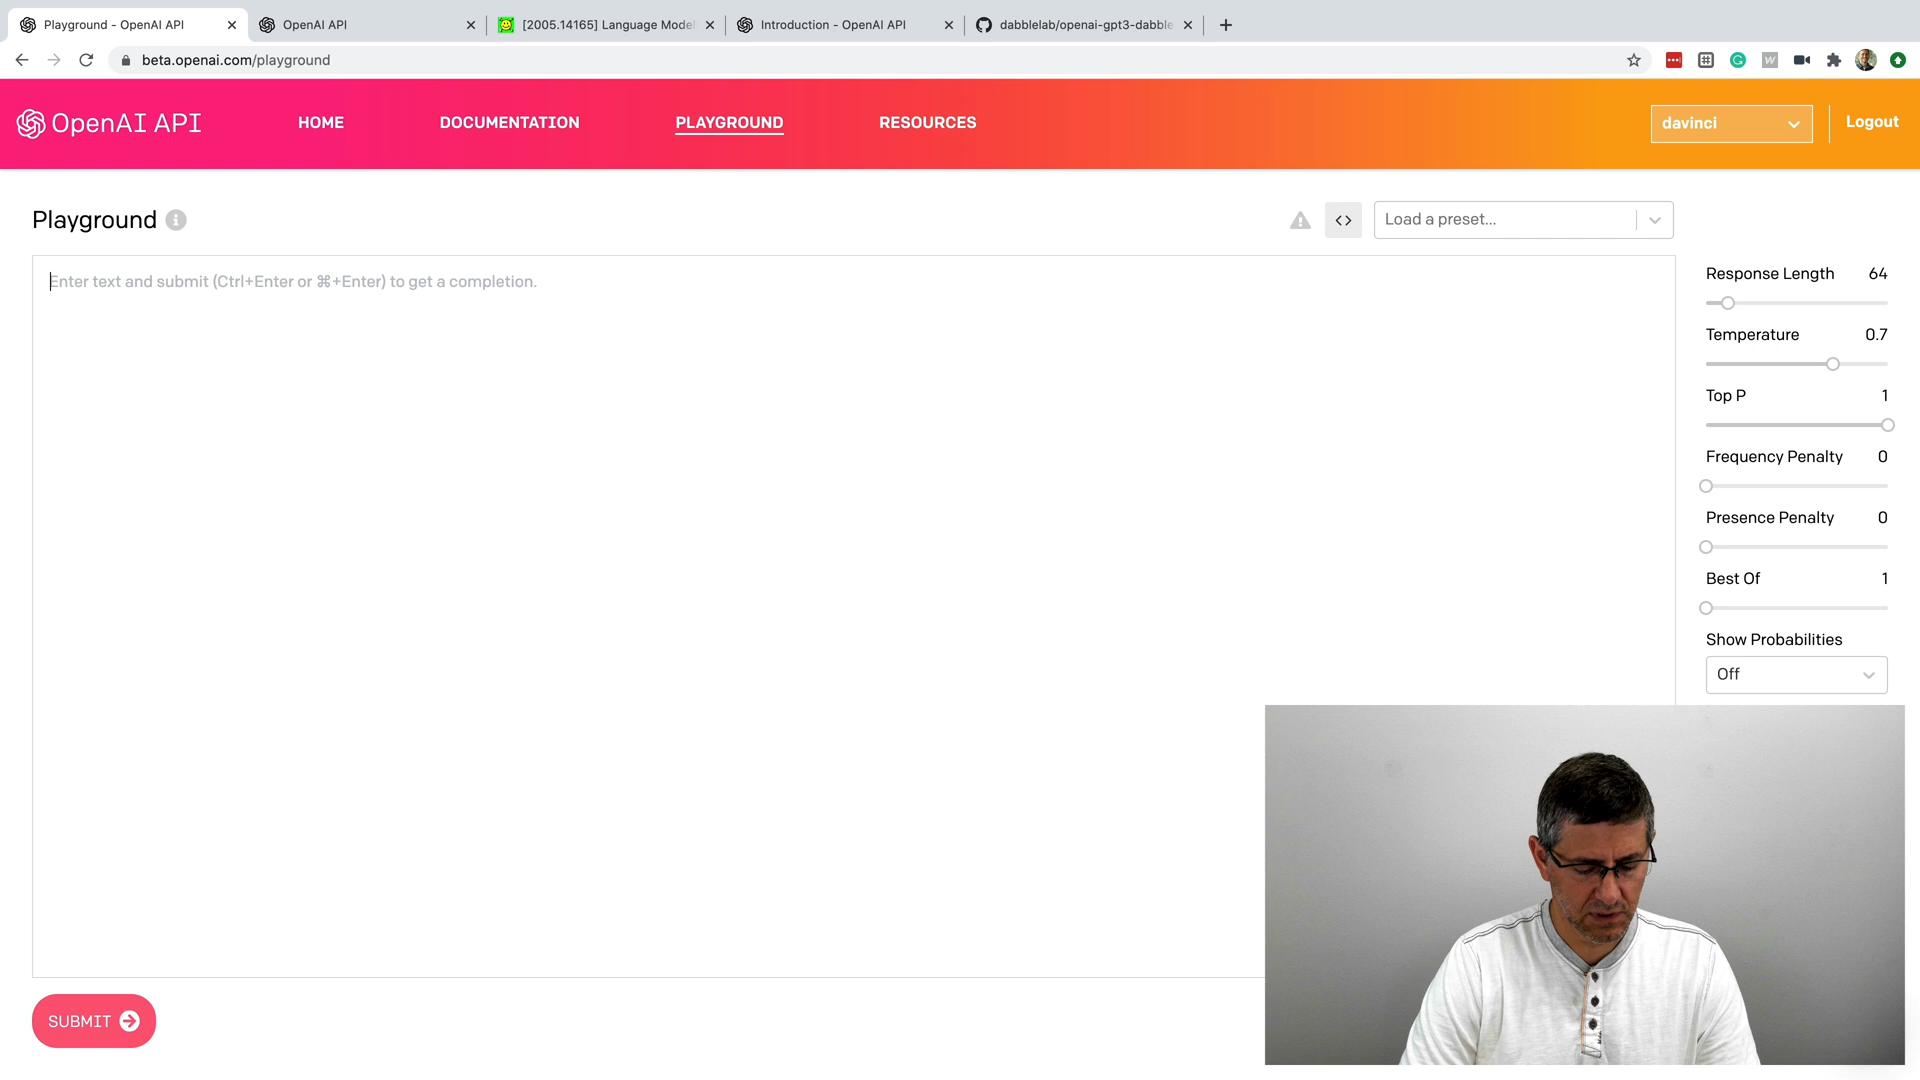 Playground - OpenAI API
OpenAI API
[2005.14165] Language Model
Introduction - OpenAI API
dabblelab/openai-gpt3-dabble
beta.openai.com/playground
OpenAI API
HOME
DOCUMENTATION
PLAYGROUND
RESOURCES
davinci
Logout
Playground
<>
Load a preset...
Enter text and submit (Ctrl+Enter or ⌘+Enter) to get a completion.
Response Length 64
Temperature 0.7
Top P 1
Frequency Penalty 0
Presence Penalty 0
Best Of 1
Show Probabilities
Off
SUBMIT